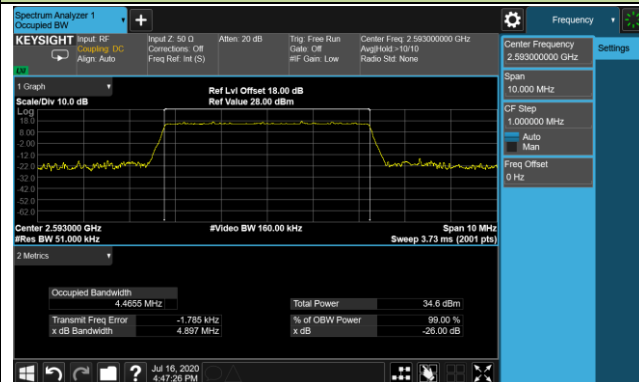 Spectrum Analyzer 1
Occupied BW
Frequency
KEYSIGHT
Input: RF
Coupling: DC
Align: Auto
Input Z: 50 Ω
Corrections: Off
Freq Ref: Int (S)
Atten: 20 dB
Trig: Free Run
Gate: Off
#IF Gain: Low
Center Freq: 2.593000000 GHz
Avg|Hold:>10/10
Radio Std: None
LXI
Center Frequency
2.593000000 GHz
Settings
Span
10.000 MHz
CF Step
1.000000 MHz
Auto
Man
Freq Offset
0 Hz
1 Graph
Scale/Div 10.0 dB
Ref Lvl Offset 18.00 dB
Ref Value 28.00 dBm
Log
18.0
8.00
-2.00
-12.0
-22.0
-32.0
-42.0
-52.0
-62.0
Center 2.593000 GHz
#Res BW 51.000 kHz
#Video BW 160.00 kHz
Span 10 MHz
Sweep 3.73 ms (2001 pts)
2 Metrics
Occupied Bandwidth
4.4655 MHz
Total Power 34.6 dBm
Transmit Freq Error -1.785 kHz
% of OBW Power 99.00 %
x dB Bandwidth 4.897 MHz
x dB -26.00 dB
Jul 16, 2020
4:47:26 PM